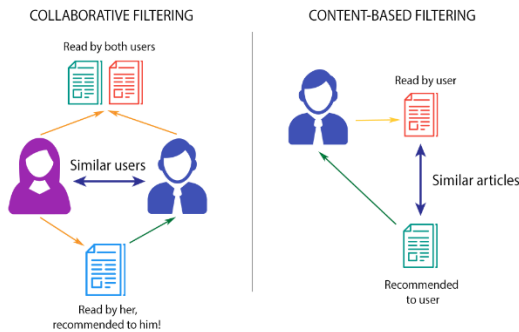 COLLABORATIVE FILTERING
Read by both users
Similar users
Read by her,
recommended to him!
CONTENT-BASED FILTERING
Read by user
Similar articles
Recommended
to user